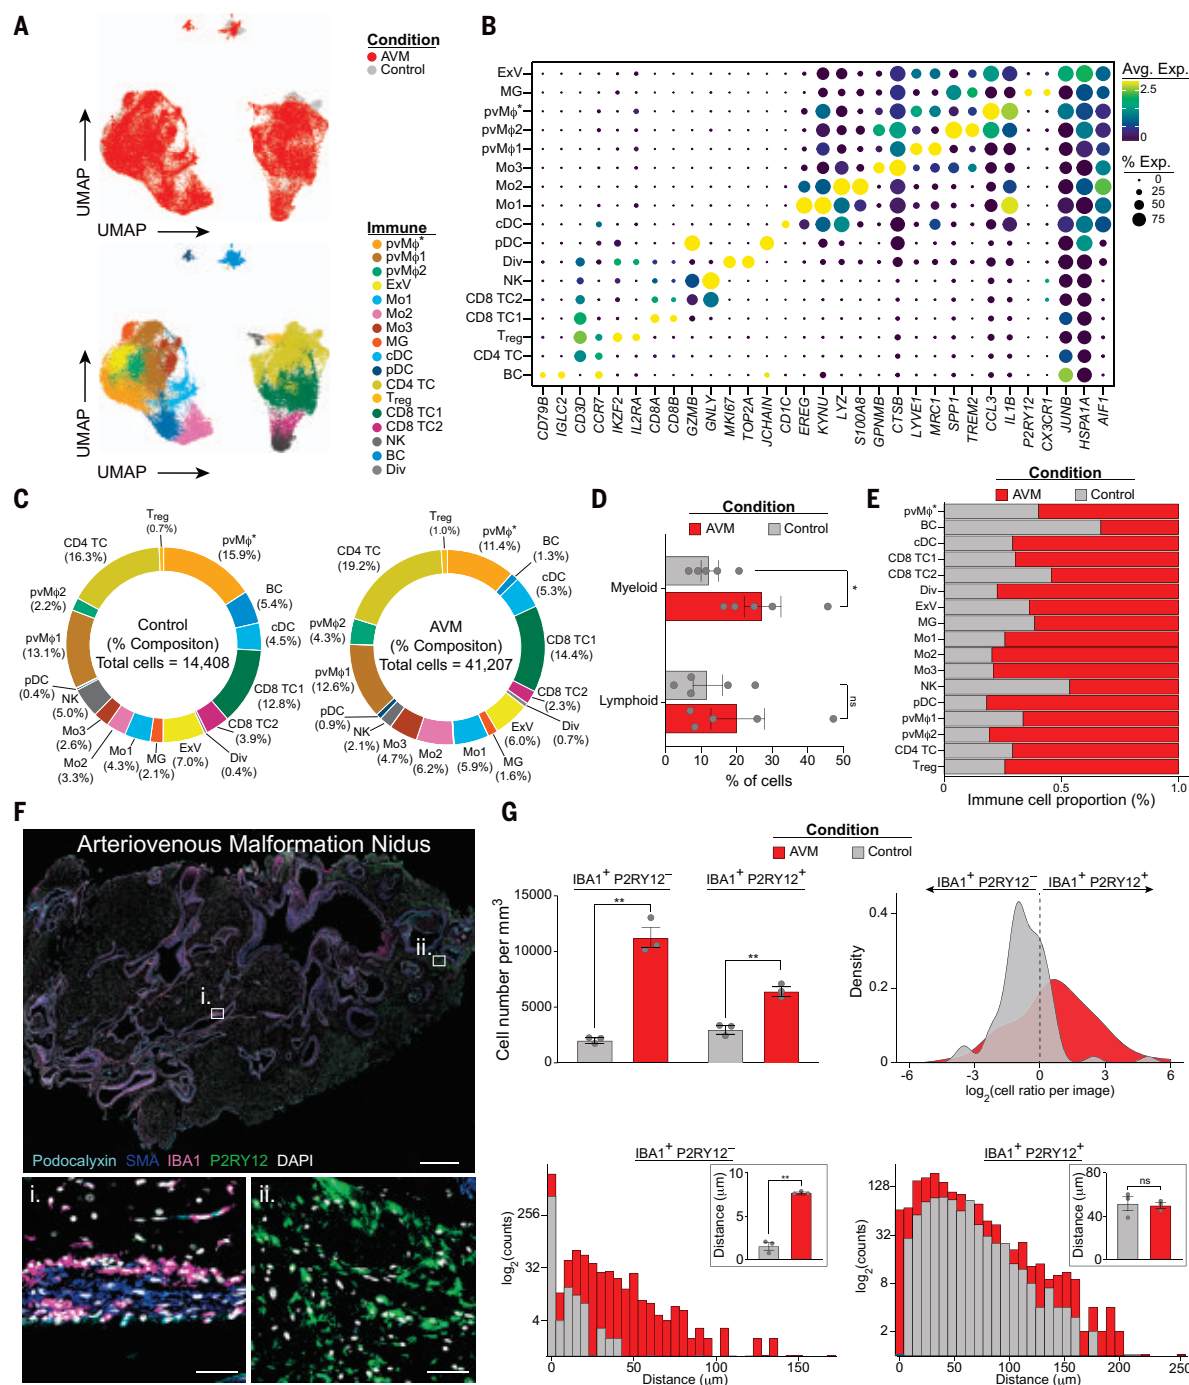 A
Condition
AVM
Control
UMAP
UMAP
Immune
pvMϕ*
pvMϕ1
pvMϕ2
ExV
Mo1
Mo2
Mo3
MG
cDC
pDC
CD4 TC
Treg
CD8 TC1
CD8 TC2
NK
BC
Div
UMAP
UMAP
B
ExV
MG
pvMϕ*
pvMϕ2
pvMϕ1
Mo3
Mo2
Mo1
cDC
pDC
Div
NK
CD8 TC2
CD8 TC1
Treg
CD4 TC
BC
CD79B
IGLC2
CD3D
CCR7
IKZF2
IL2RA
CD8A
CD8B
GZMB
GNLY
MKI67
TOP2A
JCHAIN
CD1C
EREG
KYNU
LYZ
S100A8
GPNMB
CTSB
LYVE1
MRC1
SPP1
TREM2
CCL3
IL1B
P2RY12
CX3CR1
JUNB
HSPA1A
AIF1
Avg. Exp.
2.5
0
% Exp.
0
25
50
75
C
Treg
(0.7%)
pvMϕ*
(15.9%)
BC
(5.4%)
cDC
(4.5%)
CD8 TC1
(12.8%)
CD8 TC2
(3.9%)
Div
(0.4%)
ExV
(7.0%)
MG
(2.1%)
Mo1
(4.3%)
Mo2
(3.3%)
Mo3
(2.6%)
NK
(5.0%)
pDC
(0.4%)
pvMϕ1
(13.1%)
pvMϕ2
(2.2%)
CD4 TC
(16.3%)
Control
(% Compositon)
Total cells = 14,408
Treg
(1.0%)
pvMϕ*
(11.4%)
BC
(1.3%)
cDC
(5.3%)
CD8 TC1
(14.4%)
CD8 TC2
(2.3%)
Div
(0.7%)
ExV
(6.0%)
MG
(1.6%)
Mo1
(5.9%)
Mo2
(6.2%)
Mo3
(4.7%)
NK
(2.1%)
pDC
(0.9%)
pvMϕ1
(12.6%)
pvMϕ2
(4.3%)
CD4 TC
(19.2%)
AVM
(% Compositon)
Total cells = 41,207
D
Condition
AVM
Control
Myeloid
*
Lymphoid
ns
0
10
20
30
40
50
% of cells
E
Condition
AVM
Control
pvMϕ*
BC
cDC
CD8 TC1
CD8 TC2
Div
ExV
MG
Mo1
Mo2
Mo3
NK
pDC
pvMϕ1
pvMϕ2
CD4 TC
Treg
0
0.5
1.0
Immune cell proportion (%)
F
Arteriovenous Malformation Nidus
i.
ii.
Podocalyxin SMA IBA1 P2RY12 DAPI
i.
ii.
G
Condition
AVM
Control
IBA1+ P2RY12−
IBA1+ P2RY12+
Cell number per mm3
15000
10000
5000
0
**
**
IBA1+ P2RY12−
IBA1+ P2RY12+
Density
0.4
0.2
0
-6
-3
0
3
6
log2(cell ratio per image)
IBA1+ P2RY12−
log2(counts)
256
32
4
0
50
100
150
Distance (μm)
Distance (μm)
10
5
0
**
IBA1+ P2RY12+
log2(counts)
128
32
8
2
0
50
100
150
200
250
Distance (μm)
Distance (μm)
80
40
0
ns